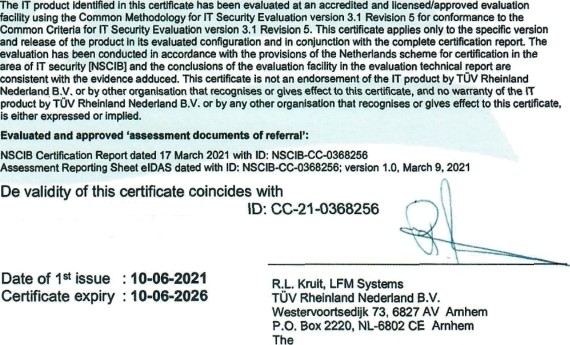 The IT product identified in this certificate has been evaluated at an accredited and licensed/approved evaluation
facility using the Common Methodology for IT Security Evaluation version 3.1 Revision 5 for conformance to the
Common Criteria for IT Security Evaluation version 3.1 Revision 5. This certificate applies only to the specific version
and release of the product in its evaluated configuration and in conjunction with the complete certification report. The
evaluation has been conducted in accordance with the provisions of the Netherlands scheme for certification in the
area of IT security [NSCIB] and the conclusions of the evaluation facility in the evaluation technical report are
consistent with the evidence adduced. This certificate is not an endorsement of the IT product by TÜV Rheinland
Nederland B.V. or by other organisation that recognises or gives effect to this certificate, and no warranty of the IT
product by TÜV Rheinland Nederland B.V. or by any other organisation that recognises or gives effect to this certificate,
is either expressed or implied.
Evaluated and approved 'assessment documents of referral':
NSCIB Certification Report dated 17 March 2021 with ID: NSCIB-CC-0368256
Assessment Reporting Sheet eIDAS dated with ID: NSCIB-CC-0368256; version 1.0, March 9, 2021
De validity of this certificate coincides with
ID: CC-21-0368256
Date of 1st issue : 10-06-2021
Certificate expiry : 10-06-2026
R.L. Kruit, LFM Systems
TÜV Rheinland Nederland B.V.
Westervoortsedijk 73, 6827 AV Arnhem
P.O. Box 2220, NL-6802 CE Arnhem
The